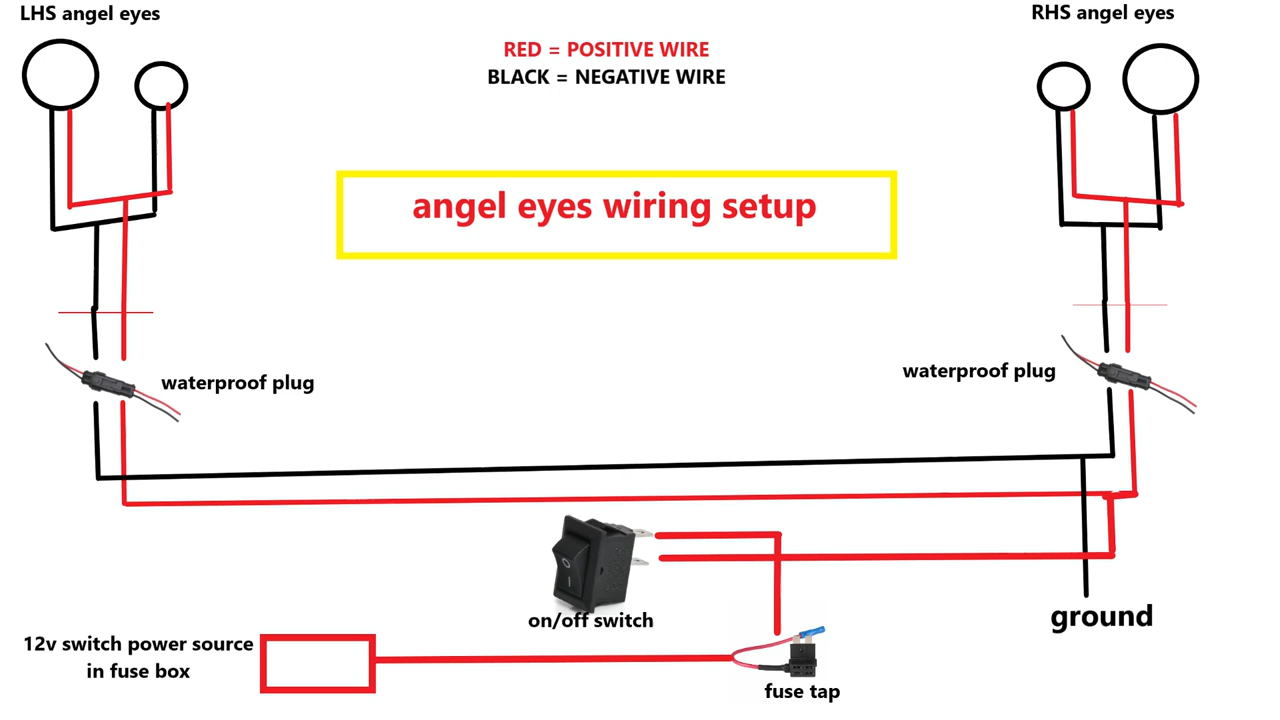 LHS angel eyes
RHS angel eyes
RED = POSITIVE WIRE
BLACK = NEGATIVE WIRE
angel eyes wiring setup
waterproof plug
waterproof plug
on/off switch
ground
12v switch power source
in fuse box
fuse tap